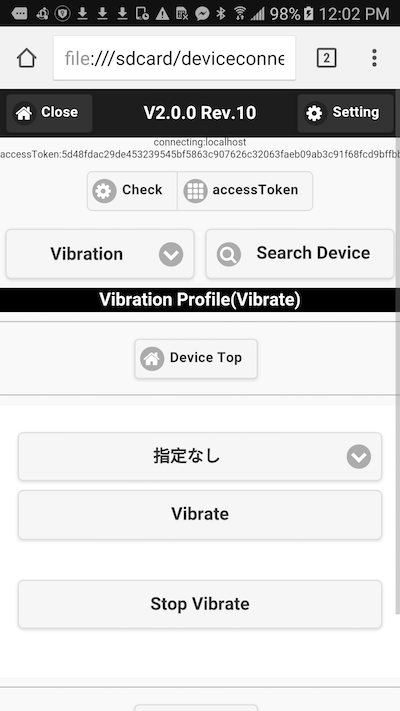 98% 12:02 PM
file:///sdcard/deviceconne
2
Close
V2.0.0 Rev.10
Setting
connecting:localhost
accessToken:5d48fdac29de453239545bf5863c907626c32063faeb09ab3c91f68fcd9bffbb
Check
accessToken
Vibration
Search Device
Vibration Profile(Vibrate)
Device Top
指定なし
Vibrate
Stop Vibrate